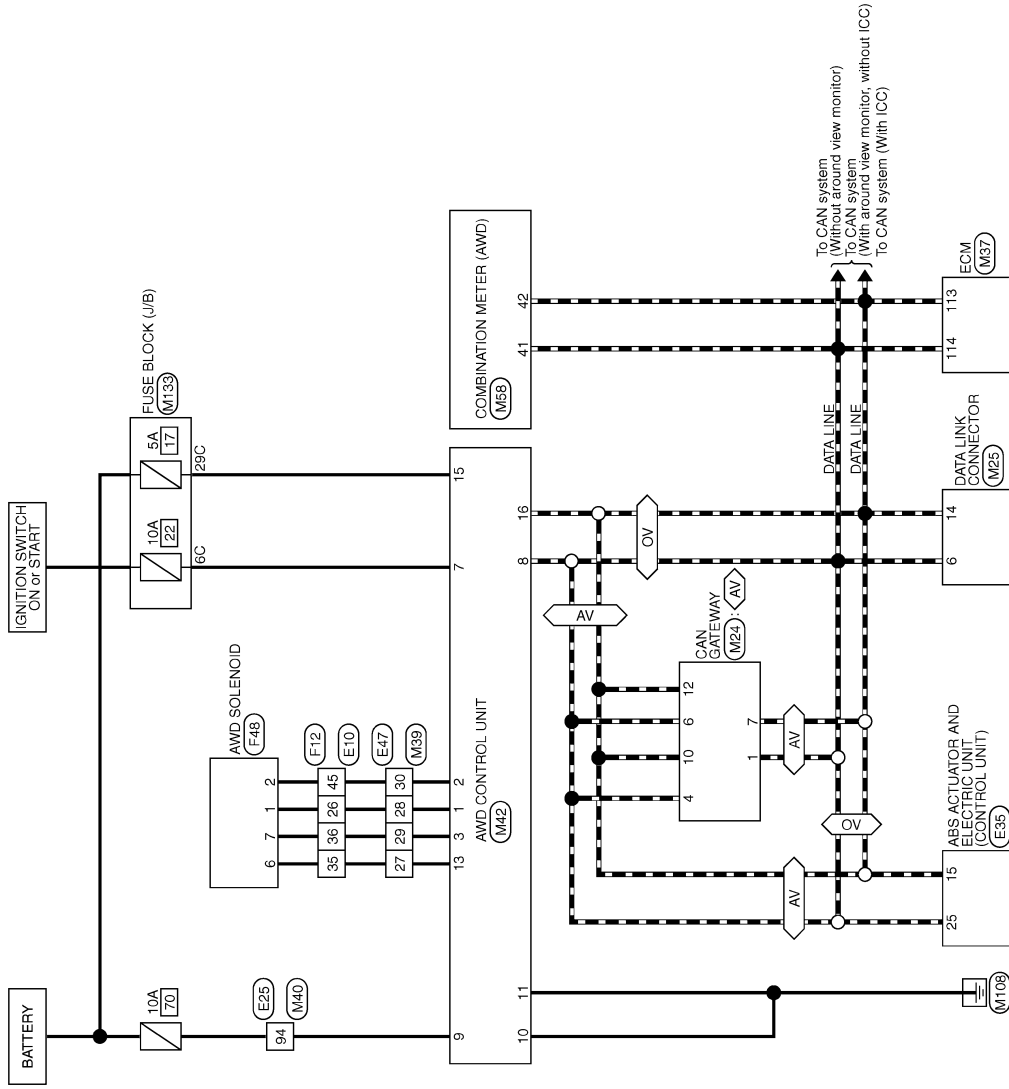 IGNITION SWITCH
ON or START
BATTERY
FUSE BLOCK (J/B)
M133
10A
22
5A
17
6C
29C
10A
70
E25
94
M40
AWD SOLENOID
F48
6
7
1
2
F12
35
36
26
45
E10
E47
27
29
28
30
M39
9
13
3
1
2
7
15
AWD CONTROL UNIT
M42
10
11
8
16
COMBINATION METER (AWD)
M58
41
42
AV
OV
CAN
GATEWAY
M24 : AV
4
10
6
12
1
7
AV
AV
OV
DATA LINE
DATA LINE
To CAN system
(Without around view monitor)
To CAN system
(With around view monitor, without ICC)
To CAN system (With ICC)
M108
25
15
ABS ACTUATOR AND
ELECTRIC UNIT
(CONTROL UNIT)
E35
6
14
DATA LINK
CONNECTOR
M25
114
113
ECM
M37